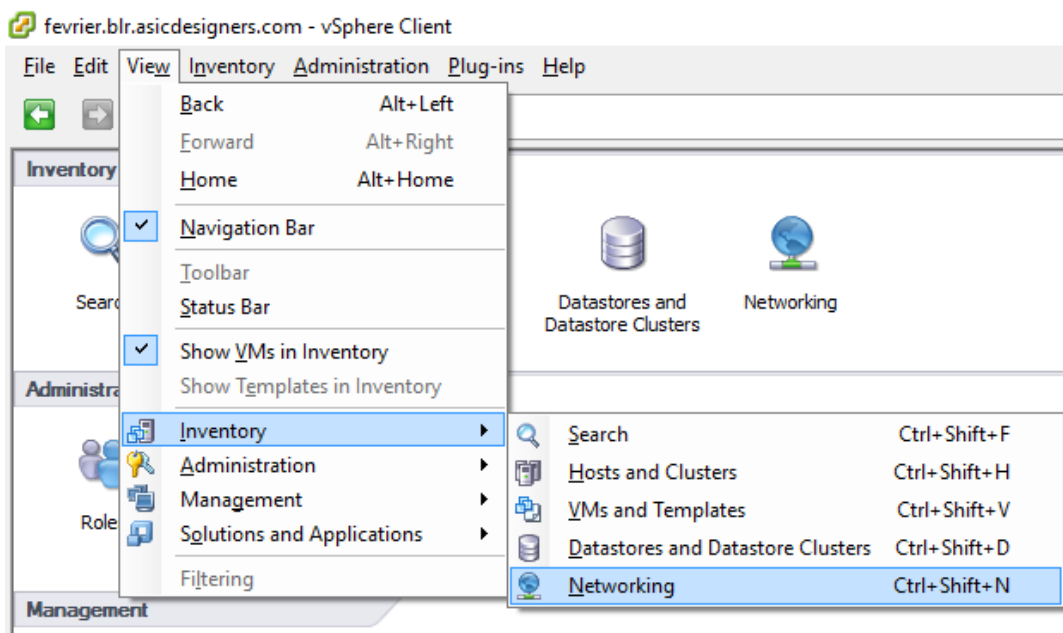 fevrier.blr.asicdesigners.com - vSphere Client
File Edit View Inventory Administration Plug-ins Help
Back Alt+Left
Forward Alt+Right
Home Alt+Home
Navigation Bar
Toolbar
Status Bar
Show VMs in Inventory
Show Templates in Inventory
Inventory
Administration
Management
Solutions and Applications
Filtering
Inventory
Searc
Datastores and
Datastore Clusters
Networking
Administra
Role
Management
Search Ctrl+Shift+F
Hosts and Clusters Ctrl+Shift+H
VMs and Templates Ctrl+Shift+V
Datastores and Datastore Clusters Ctrl+Shift+D
Networking Ctrl+Shift+N